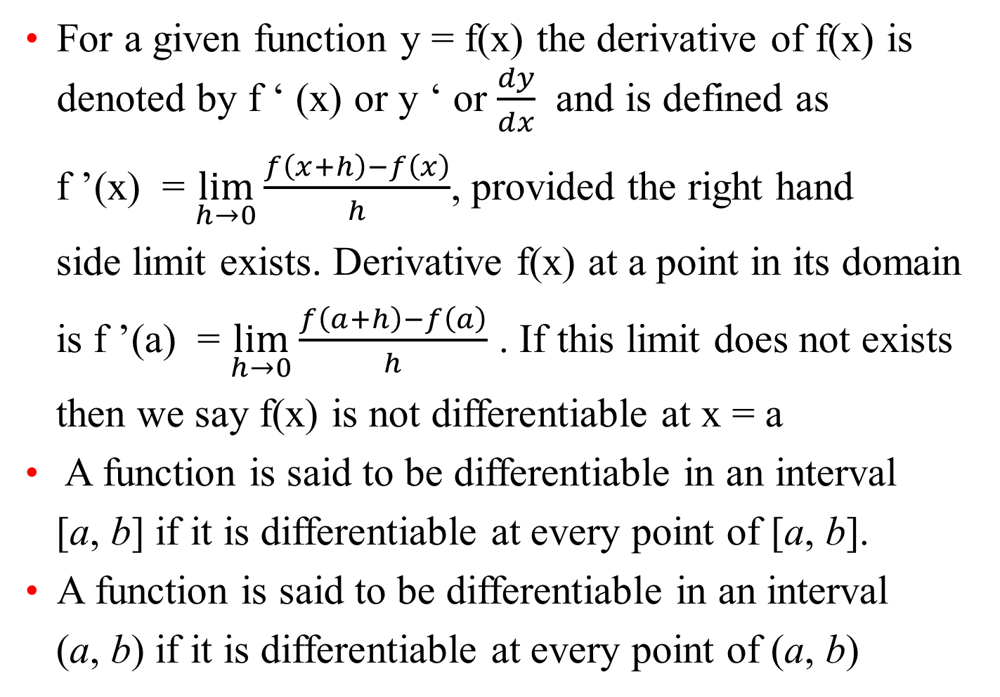 • For a given function y = f(x) the derivative of f(x) is
denoted by f ‘ (x) or y ‘ or \frac{dy}{dx} and is defined as
f ’(x) = \lim_{h→0} \frac{f(x+h)−f(x)}{h}, provided the right hand
side limit exists. Derivative f(x) at a point in its domain
is f ’(a) = \lim_{h→0} \frac{f(a+h)−f(a)}{h} . If this limit does not exists
then we say f(x) is not differentiable at x = a
• A function is said to be differentiable in an interval
[a, b] if it is differentiable at every point of [a, b].
• A function is said to be differentiable in an interval
(a, b) if it is differentiable at every point of (a, b)